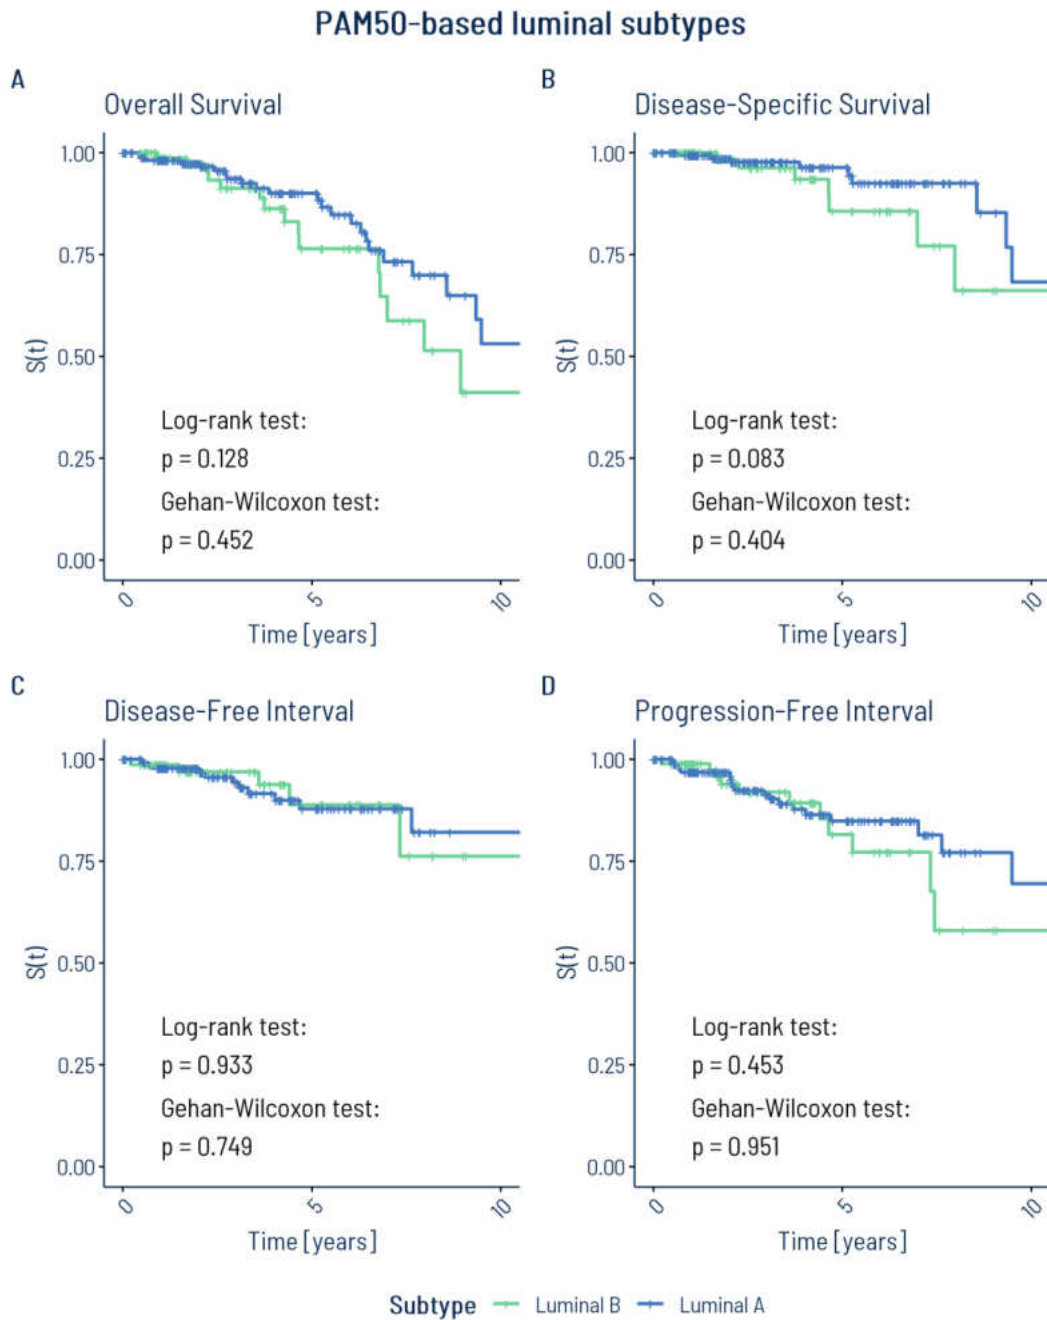 PAM50-based luminal subtypes
A
Overall Survival
1.00
0.75
0.50
0.25
0.00
S(t)
Log-rank test:
p = 0.128
Gehan-Wilcoxon test:
p = 0.452
0
5
10
Time [years]
B
Disease-Specific Survival
1.00
0.75
0.50
0.25
0.00
S(t)
Log-rank test:
p = 0.083
Gehan-Wilcoxon test:
p = 0.404
0
5
10
Time [years]
C
Disease-Free Interval
1.00
0.75
0.50
0.25
0.00
S(t)
Log-rank test:
p = 0.933
Gehan-Wilcoxon test:
p = 0.749
0
5
10
Time [years]
D
Progression-Free Interval
1.00
0.75
0.50
0.25
0.00
S(t)
Log-rank test:
p = 0.453
Gehan-Wilcoxon test:
p = 0.951
0
5
10
Time [years]
Subtype Luminal B Luminal A